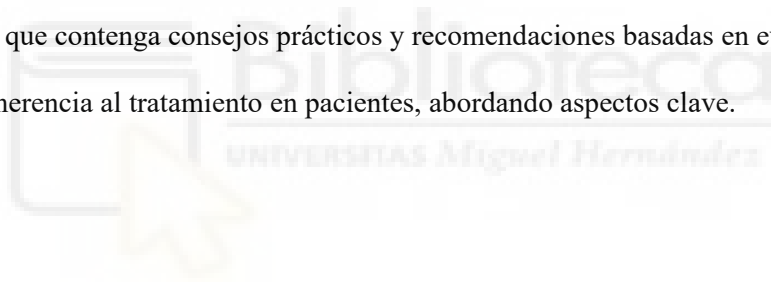 que contenga consejos prácticos y recomendaciones basadas en e
herencia al tratamiento en pacientes, abordando aspectos clave.
Biblioteca
UNIVERSITAS Miguel Hernández